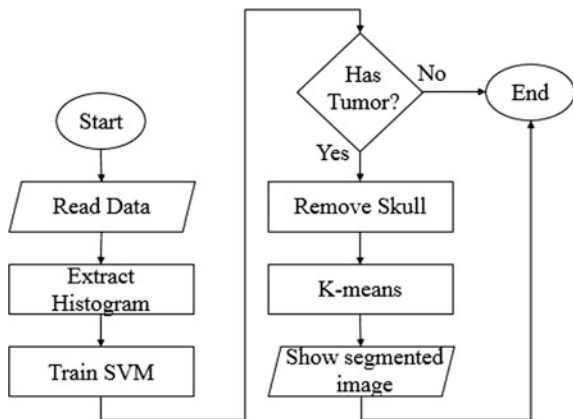 Start
Read Data
Extract
Histogram
Train SVM
Has
Tumor?
No
End
Yes
Remove Skull
K-means
Show segmented
image